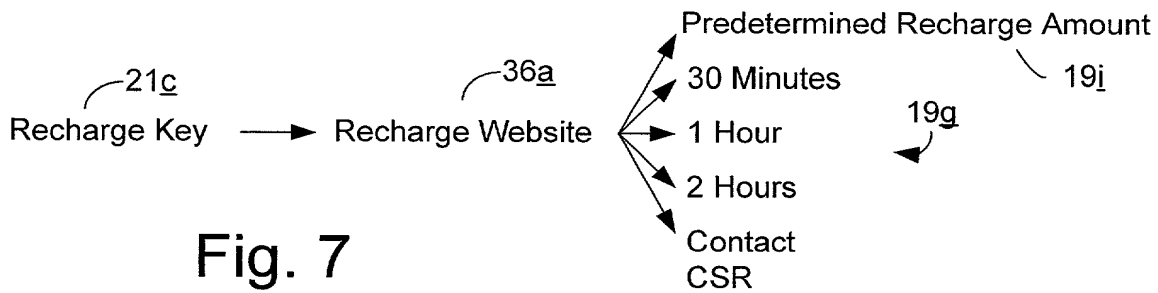 Predetermined Recharge Amount
21c
36a
30 Minutes
19i
Recharge Key
Recharge Website
1 Hour
19g
2 Hours
Contact
CSR
Fig. 7